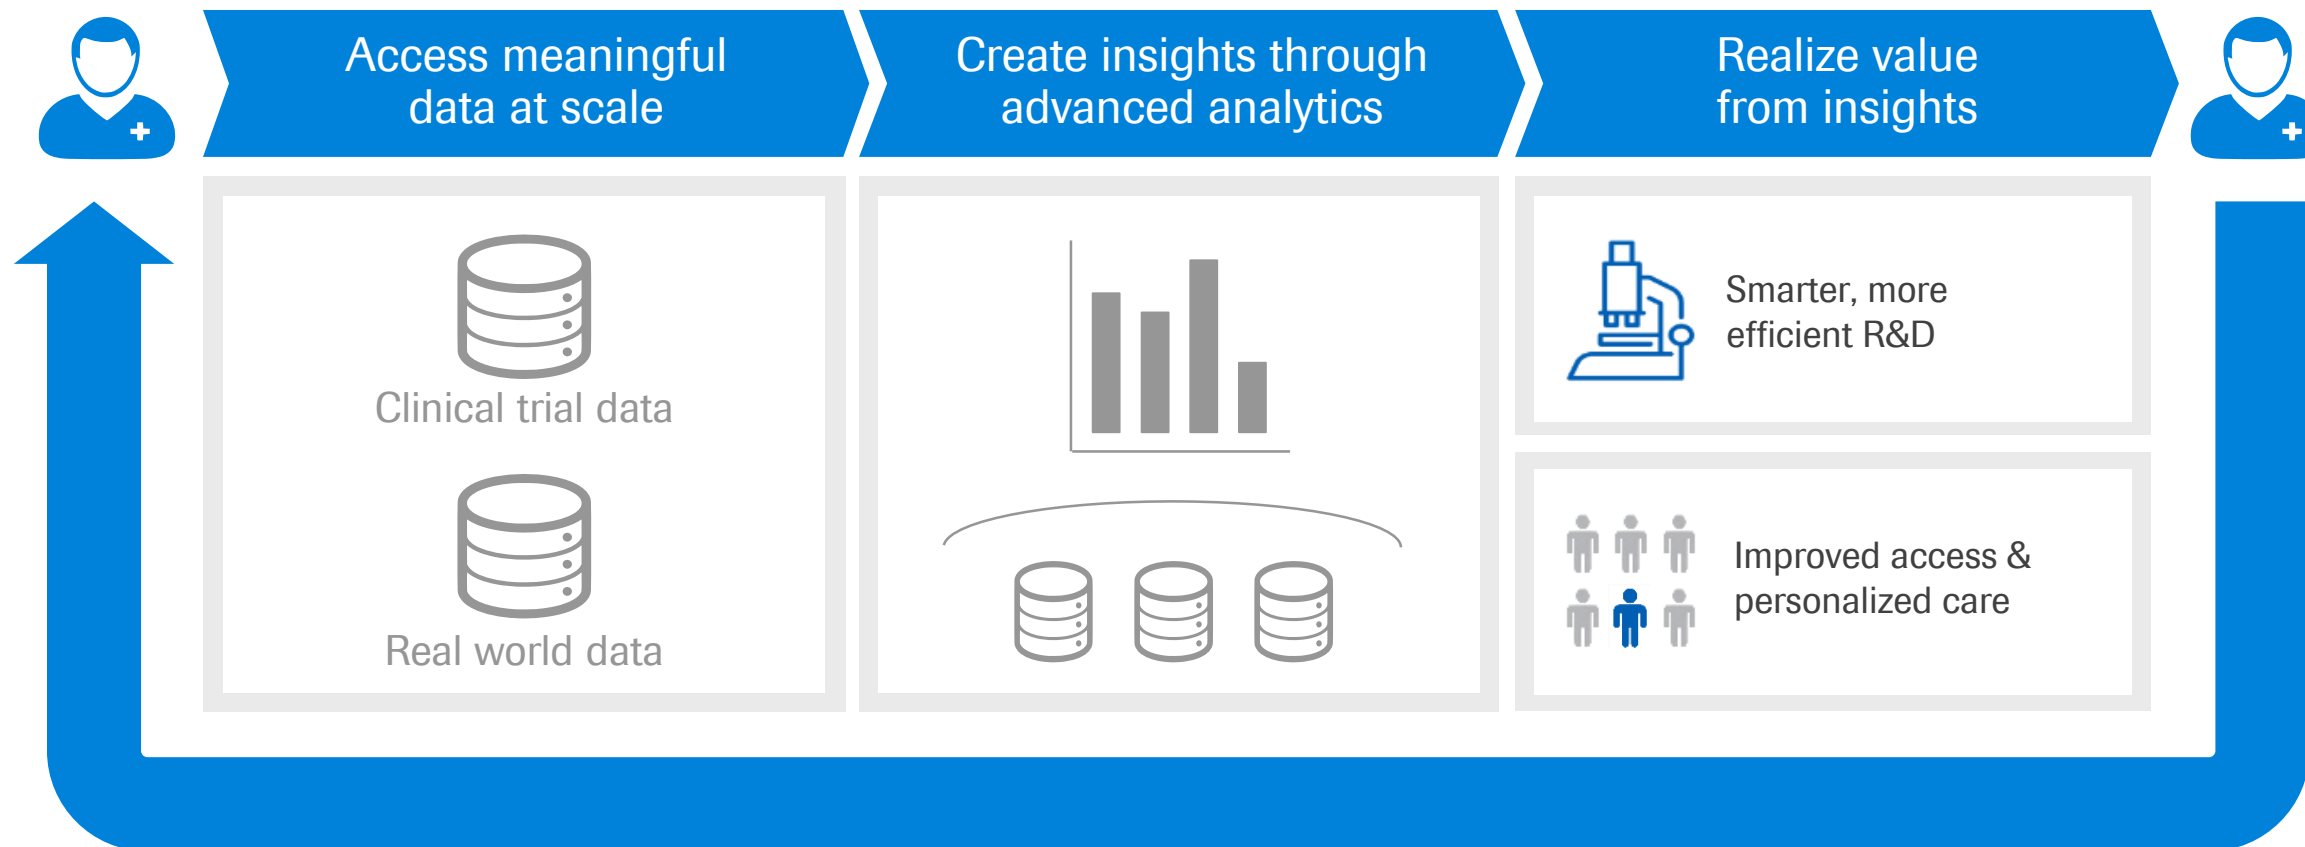 Access meaningful
data at scale
Create insights through
advanced analytics
Realize value
from insights
Clinical trial data
Real world data
Smarter, more
efficient R&D
Improved access &
personalized care